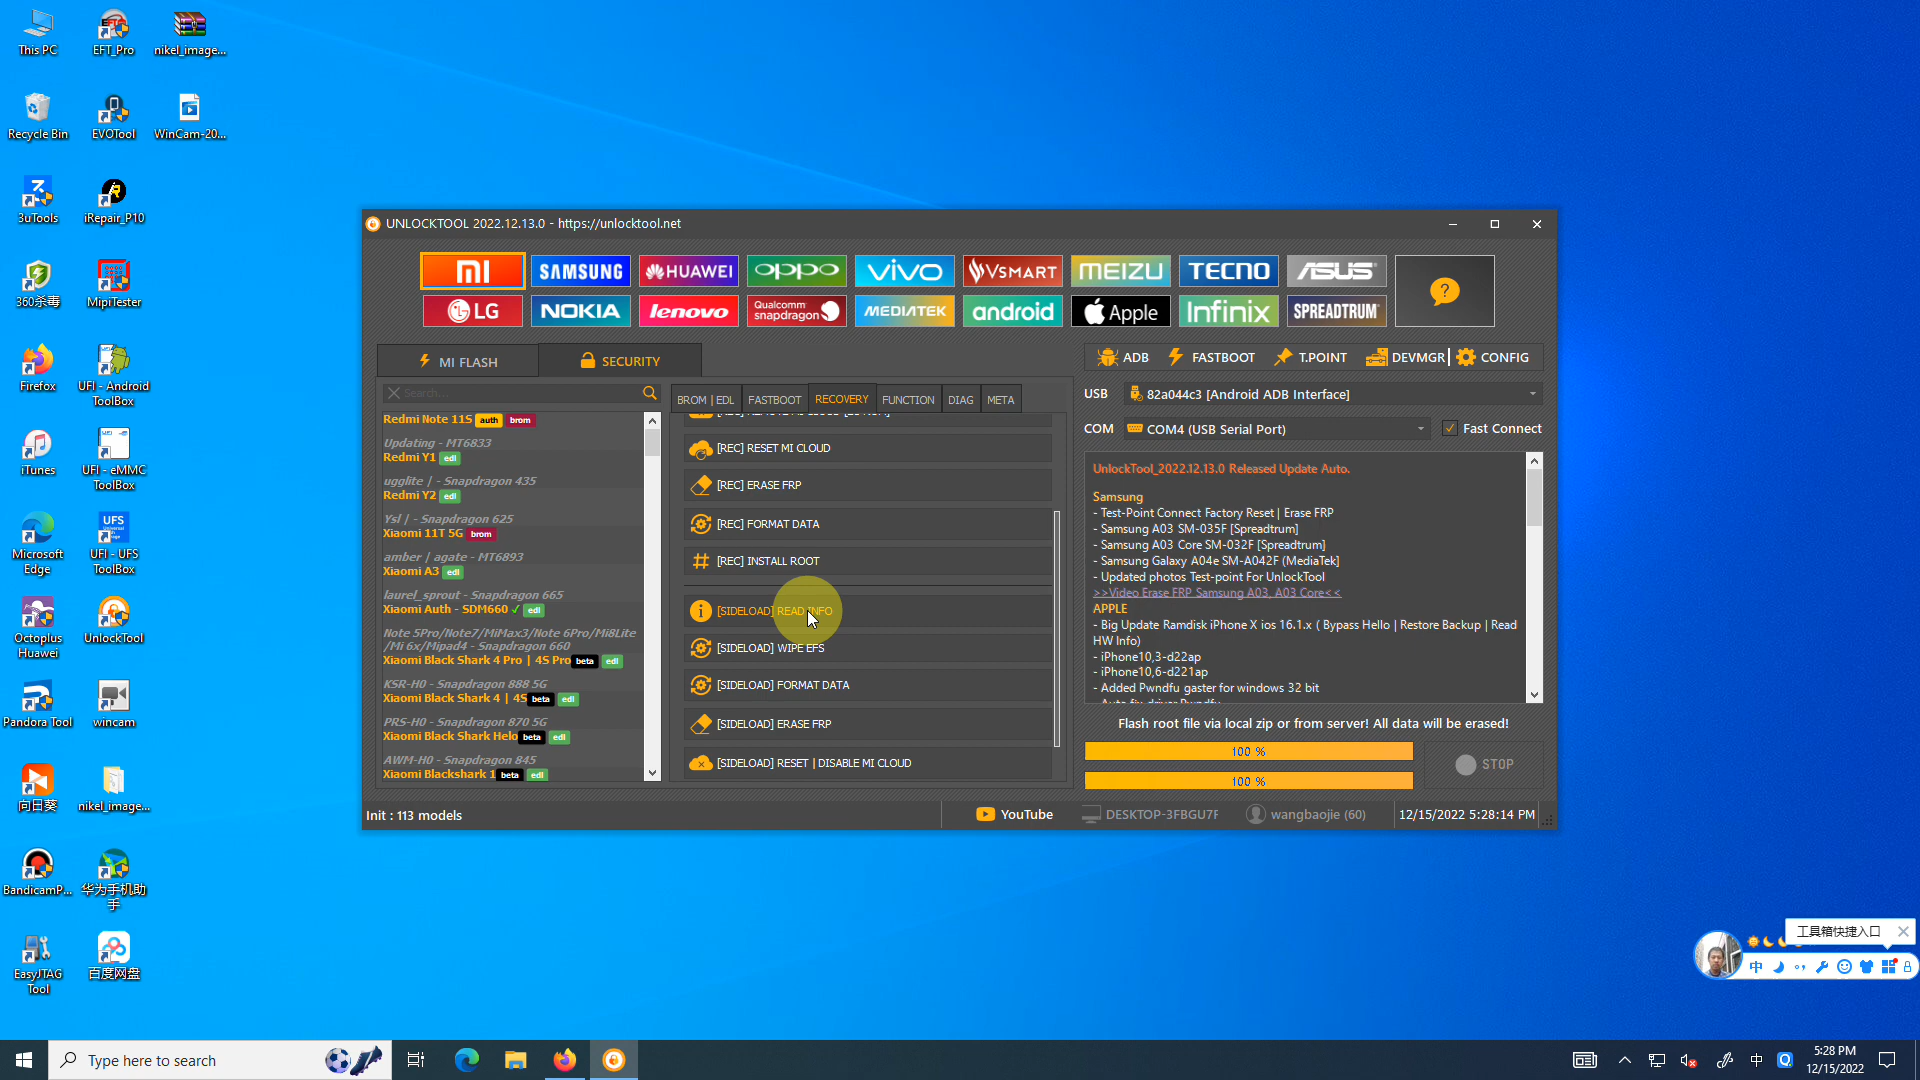 This PC
EFT_Pro
nikel_image...
Recycle Bin
EVOTool
WinCam-20...
3uTools
iRepair_P10
360杀毒
MipiTester
Firefox
UFI - Android ToolBox
iTunes
UFI - eMMC ToolBox
Microsoft Edge
UFI - UFS ToolBox
Octoplus Huawei
UnlockTool
Pandora Tool
wincam
向日葵
nikel_image...
BandicamP...
华为手机助手
EasyJTAG Tool
百度网盘
UNLOCKTOOL 2022.12.13.0 - https://unlocktool.net
MI
SAMSUNG
HUAWEI
oppo
vivo
VSMART
MEIZU
TECNO
ASUS
LG
NOKIA
lenovo
Qualcomm snapdragon
MEDIATEK
android
Apple
Infinix
SPREADTRUM
?
MI FLASH
SECURITY
ADB
FASTBOOT
T.POINT
DEVMGR
CONFIG
Search...
Redmi Note 11S auth brom
Updating - MT6833
Redmi Y1 edl
ugglite | - Snapdragon 435
Redmi Y2 edl
Ysl | - Snapdragon 625
Xiaomi 11T 5G brom
amber | agate - MT6893
Xiaomi A3 edl
laurel_sprout - Snapdragon 665
Xiaomi Auth - SDM660 ✓ edl
Note 5Pro/Note7/MiMax3/Note 6Pro/Mi8Lite
/Mi 6x/Mipad4 - Snapdragon 660
Xiaomi Black Shark 4 Pro | 4S Pro beta edl
KSR-H0 - Snapdragon 888 5G
Xiaomi Black Shark 4 | 4S beta edl
PRS-H0 - Snapdragon 870 5G
Xiaomi Black Shark Helo beta edl
AWM-H0 - Snapdragon 845
Xiaomi Blackshark 1 beta edl
BROM | EDL
FASTBOOT
RECOVERY
FUNCTION
DIAG
META
[REC] RESET MI CLOUD
[REC] ERASE FRP
[REC] FORMAT DATA
[REC] INSTALL ROOT
[SIDELOAD] READ INFO
[SIDELOAD] WIPE EFS
[SIDELOAD] FORMAT DATA
[SIDELOAD] ERASE FRP
[SIDELOAD] RESET | DISABLE MI CLOUD
USB
82a044c3 [Android ADB Interface]
COM
COM4 (USB Serial Port)
Fast Connect
UnlockTool_2022.12.13.0 Released Update Auto.
Samsung
- Test-Point Connect Factory Reset | Erase FRP
- Samsung A03 SM-035F [Spreadtrum]
- Samsung A03 Core SM-032F [Spreadtrum]
- Samsung Galaxy A04e SM-A042F (MediaTek]
- Updated photos Test-point For UnlockTool
>>Video Erase FRP Samsung A03, A03 Core<<
APPLE
- Big Update Ramdisk iPhone X ios 16.1.x ( Bypass Hello | Restore Backup | Read
HW Info)
- iPhone10,3-d22ap
- iPhone10,6-d221ap
- Added Pwndfu gaster for windows 32 bit
- Auto fix driver Pwndfu
Flash root file via local zip or from server! All data will be erased!
100 %
100 %
STOP
Init : 113 models
YouTube
DESKTOP-3FBGU7F
wangbaojie (60)
12/15/2022 5:28:14 PM
工具箱快捷入口
中
Type here to search
中
5:28 PM
12/15/2022